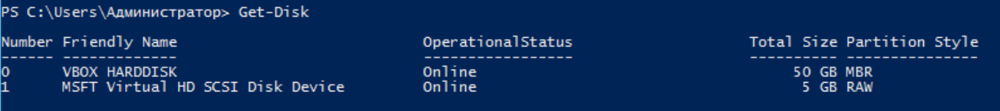 PS C:\Users\Администратор> Get-Disk
Number Friendly Name OperationalStatus Total Size Partition Style
------ ------------- ----------------- ---------- ---------------
0 VBOX HARDDISK Online 50 GB MBR
1 MSFT Virtual HD SCSI Disk Device Online 5 GB RAW